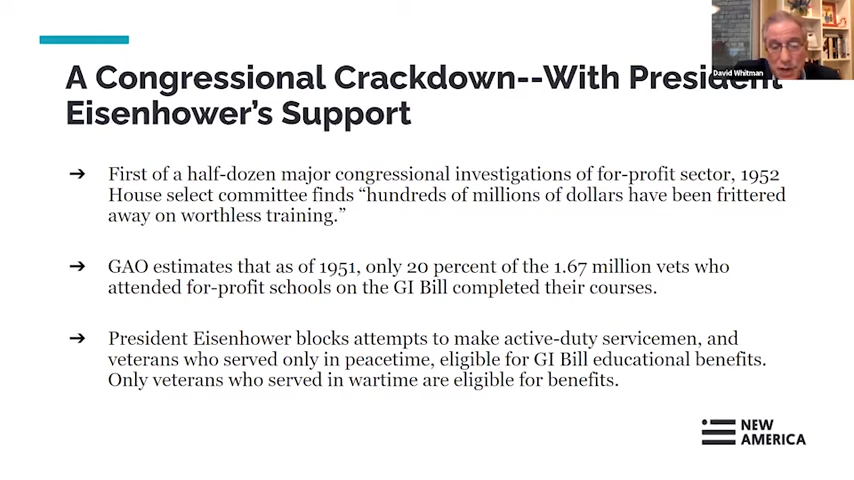 David Whitman
A Congressional Crackdown--With President
Eisenhower's Support
➔ First of a half-dozen major congressional investigations of for-profit sector, 1952
House select committee finds “hundreds of millions of dollars have been frittered
away on worthless training.”
➔ GAO estimates that as of 1951, only 20 percent of the 1.67 million vets who
attended for-profit schools on the GI Bill completed their courses.
➔ President Eisenhower blocks attempts to make active-duty servicemen, and
veterans who served only in peacetime, eligible for GI Bill educational benefits.
Only veterans who served in wartime are eligible for benefits.
NEW
AMERICA